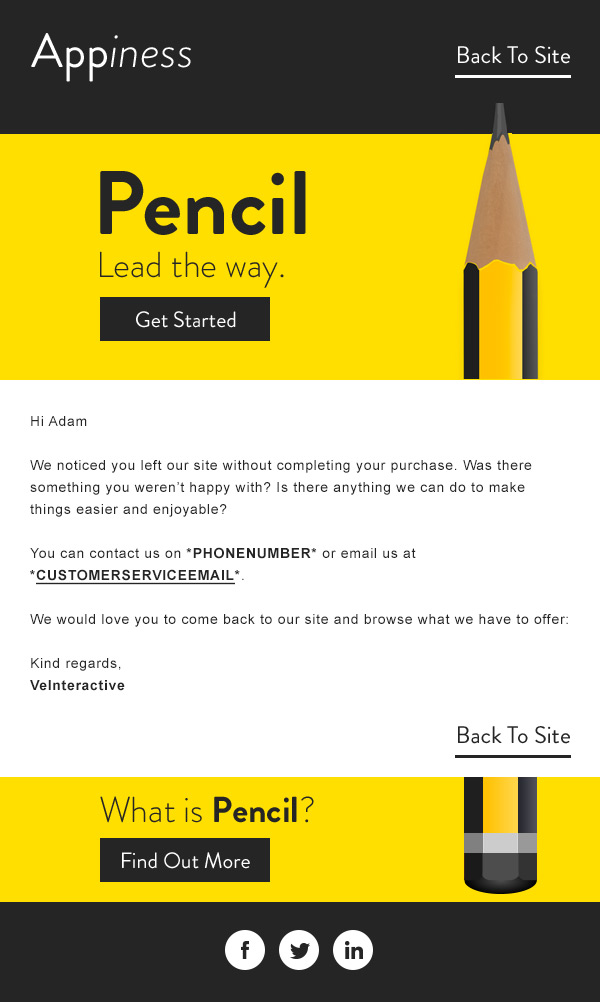 Appiness
Back To Site
Pencil
Lead the way.
Get Started
Hi Adam
We noticed you left our site without completing your purchase. Was there
something you weren't happy with? Is there anything we can do to make
things easier and enjoyable?
You can contact us on *PHONENUMBER* or email us at
*CUSTOMERSERVICEEMAIL*.
We would love you to come back to our site and browse what we have to offer:
Kind regards,
VeInteractive
Back To Site
What is Pencil?
Find Out More
f
in